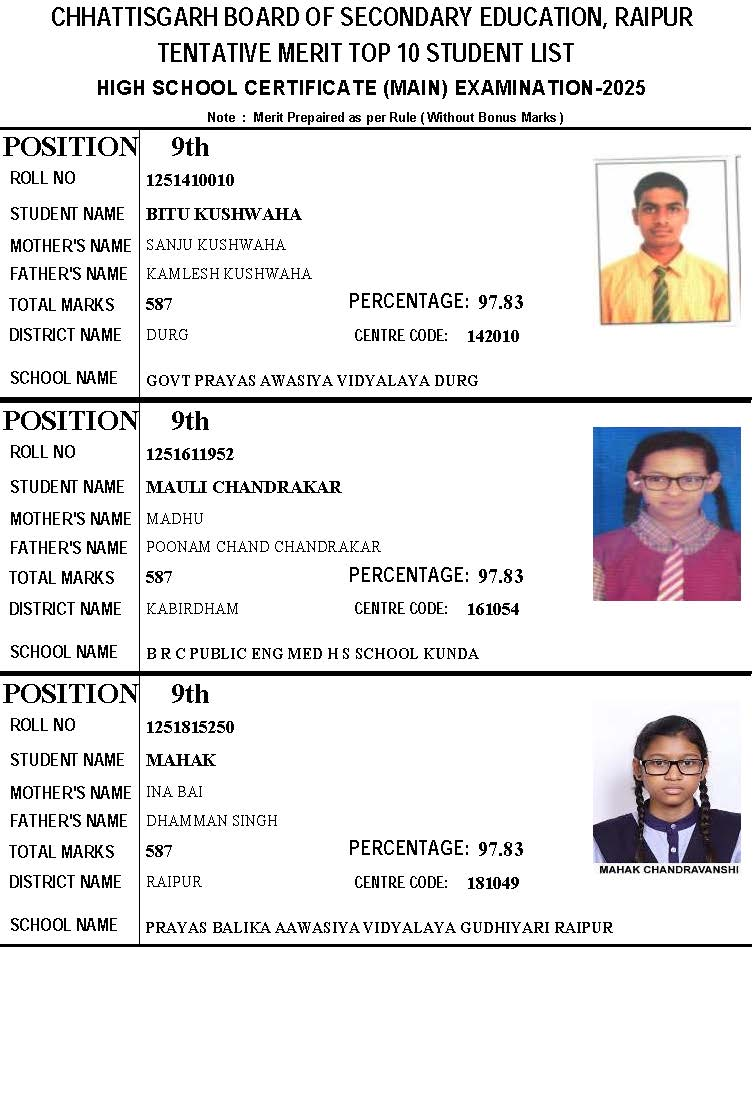 CHHATTISGARH BOARD OF SECONDARY EDUCATION, RAIPUR
TENTATIVE MERIT TOP 10 STUDENT LIST
HIGH SCHOOL CERTIFICATE (MAIN) EXAMINATION-2025
Note : Merit Prepaired as per Rule ( Without Bonus Marks )
POSITION 9th
ROLL NO 1251410010
STUDENT NAME BITU KUSHWAHA
MOTHER'S NAME SANJU KUSHWAHA
FATHER'S NAME KAMLESH KUSHWAHA
TOTAL MARKS 587 PERCENTAGE: 97.83
DISTRICT NAME DURG CENTRE CODE: 142010
SCHOOL NAME GOVT PRAYAS AWASIYA VIDYALAYA DURG
POSITION 9th
ROLL NO 1251611952
STUDENT NAME MAULI CHANDRAKAR
MOTHER'S NAME MADHU
FATHER'S NAME POONAM CHAND CHANDRAKAR
TOTAL MARKS 587 PERCENTAGE: 97.83
DISTRICT NAME KABIRDHAM CENTRE CODE: 161054
SCHOOL NAME B R C PUBLIC ENG MED H S SCHOOL KUNDA
POSITION 9th
ROLL NO 1251815250
STUDENT NAME MAHAK
MOTHER'S NAME INA BAI
FATHER'S NAME DHAMMAN SINGH
TOTAL MARKS 587 PERCENTAGE: 97.83
MAHAK CHANDRAVANSHI
DISTRICT NAME RAIPUR CENTRE CODE: 181049
SCHOOL NAME PRAYAS BALIKA AAWASIYA VIDYALAYA GUDHIYARI RAIPUR